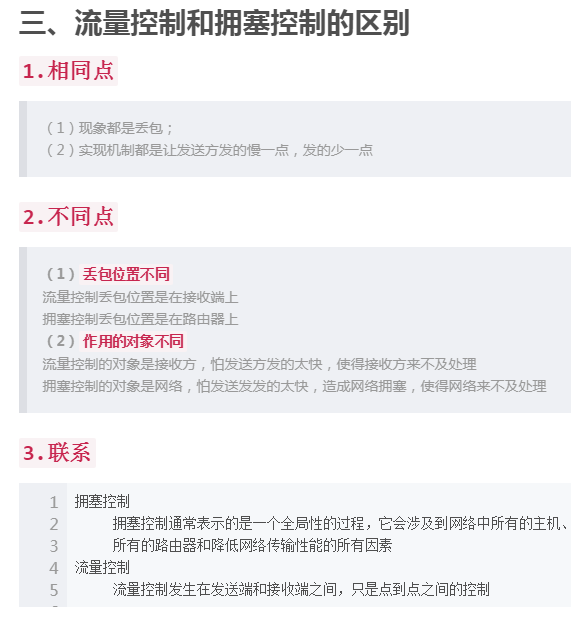 三、流量控制和拥塞控制的区别
1.相同点
（1）现象都是丢包；
（2）实现机制都是让发送方发的慢一点，发的少一点
2.不同点
（1）丢包位置不同
流量控制丢包位置是在接收端上
拥塞控制丢包位置是在路由器上
（2）作用的对象不同
流量控制的对象是接收方，怕发送方发的太快，使得接收方来不及处理
拥塞控制的对象是网络，怕发送发发的太快，造成网络拥塞，使得网络来不及处理
3.联系
1 拥塞控制
2 拥塞控制通常表示的是一个全局性的过程，它会涉及到网络中所有的主机、
3 所有的路由器和降低网络传输性能的所有因素
4 流量控制
5 流量控制发生在发送端和接收端之间，只是点到点之间的控制